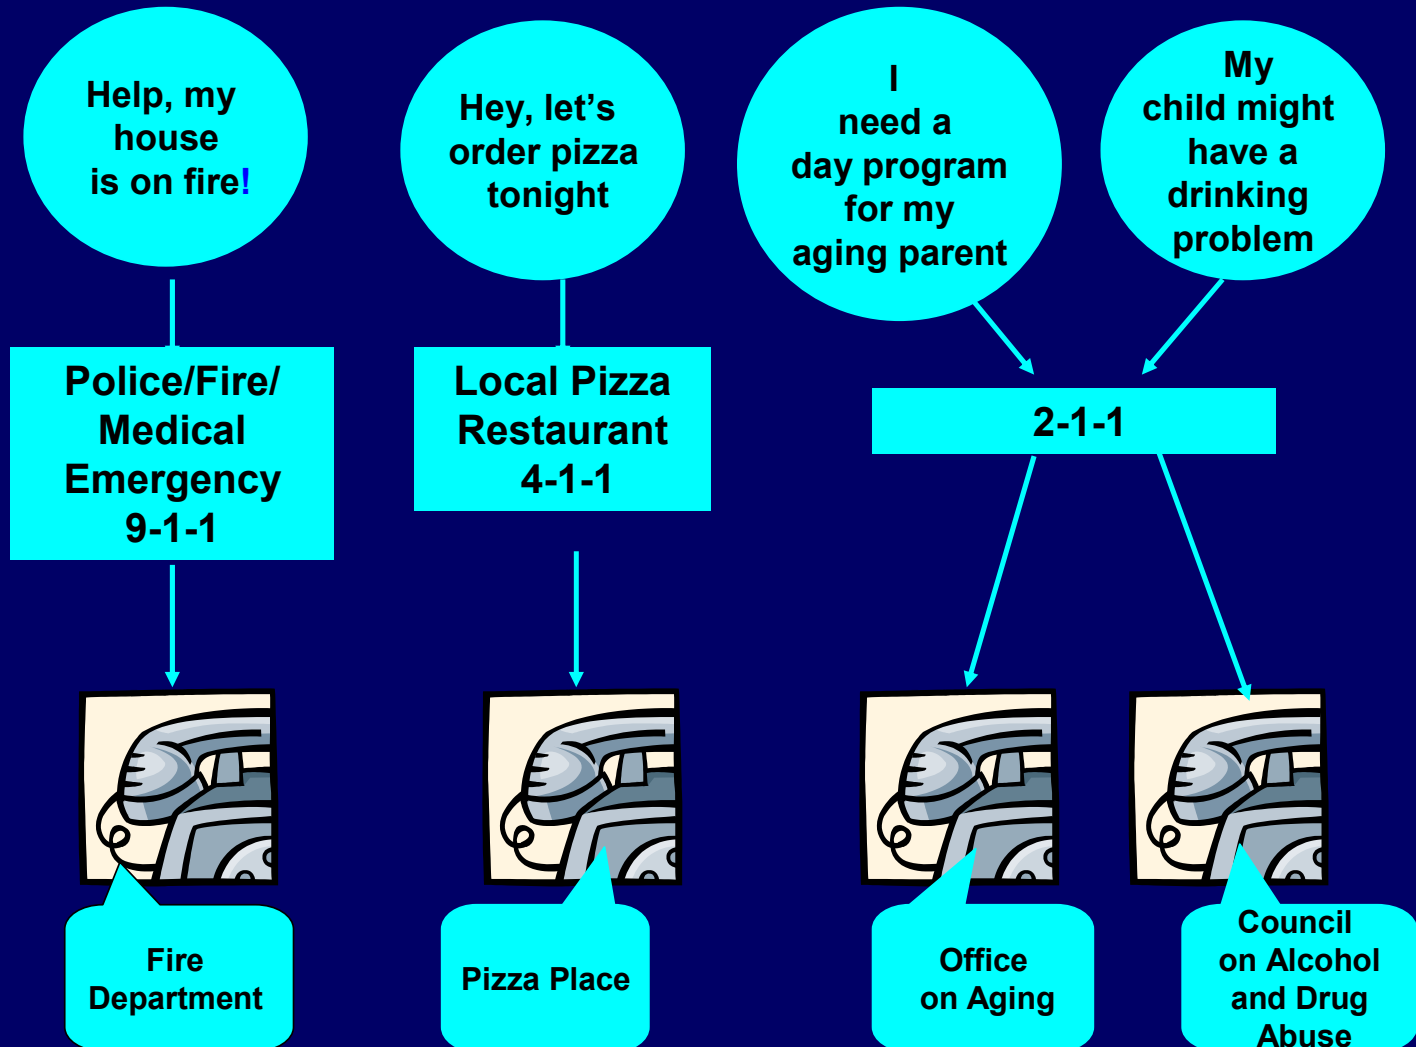 Help, my
house
is on fire!
Hey, let’s
order pizza
tonight
I
need a
day program
for my
aging parent
My
child might
have a
drinking
problem
Police/Fire/
Medical
Emergency
9-1-1
Local Pizza
Restaurant
4-1-1
2-1-1
Fire
Department
Pizza Place
Office
on Aging
Council
on Alcohol
and Drug
Abuse